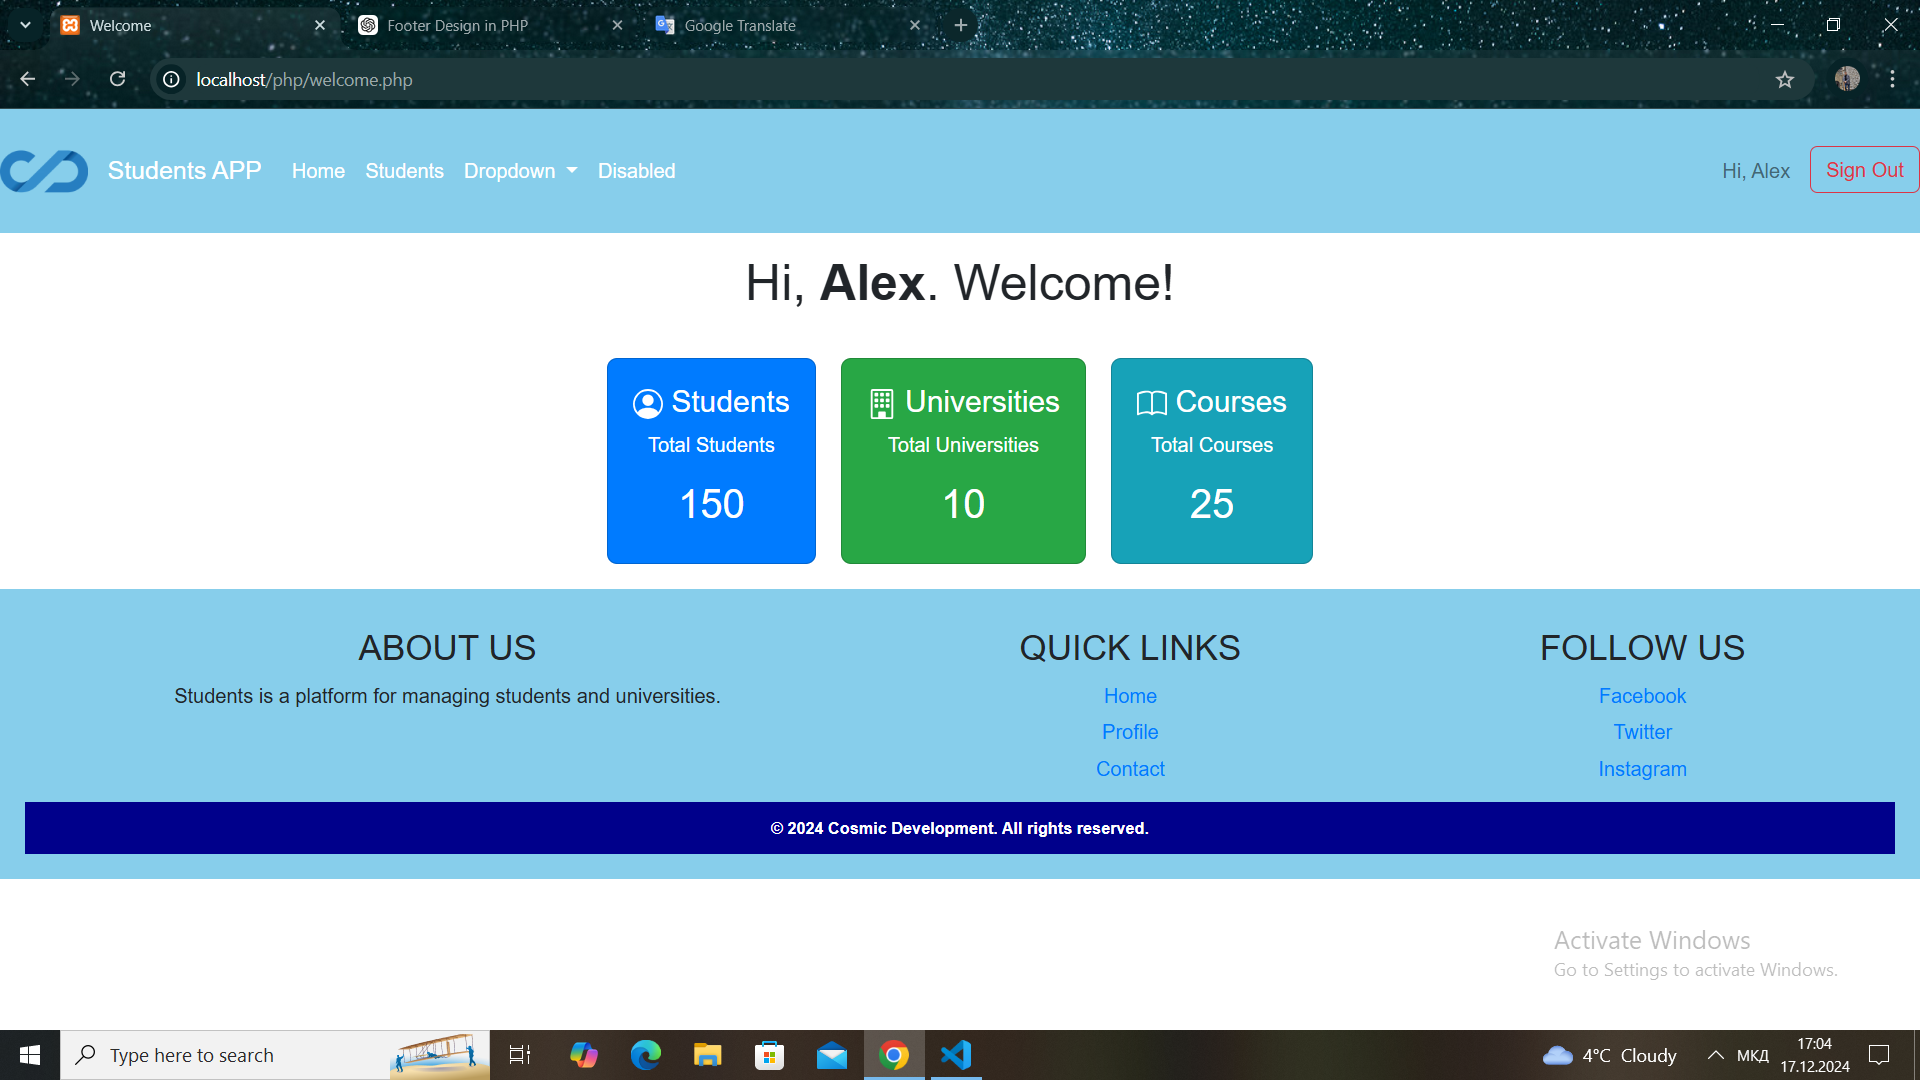 Welcome
Footer Design in PHP
Google Translate
localhost/php/welcome.php
Students APP
Home
Students
Dropdown
Disabled
Hi, Alex
Sign Out
Hi, Alex. Welcome!
Students
Total Students
150
Universities
Total Universities
10
Courses
Total Courses
25
ABOUT US
Students is a platform for managing students and universities.
QUICK LINKS
Home
Profile
Contact
FOLLOW US
Facebook
Twitter
Instagram
© 2024 Cosmic Development. All rights reserved.
Activate Windows
Go to Settings to activate Windows.
Type here to search
4°C Cloudy
МКД
17:04
17.12.2024